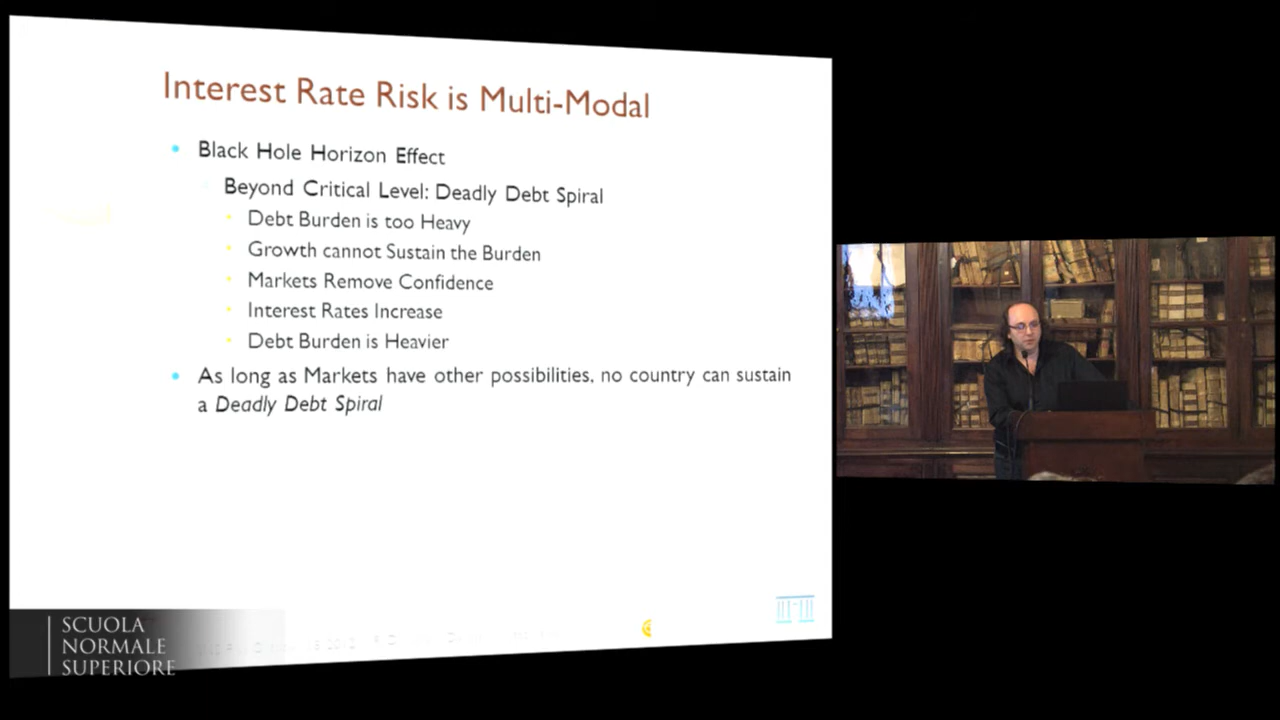 Interest Rate Risk is Multi-Modal
Black Hole Horizon Effect
Beyond Critical Level: Deadly Debt Spiral
Debt Burden is too Heavy
Growth cannot Sustain the Burden
Markets Remove Confidence
Interest Rates Increase
Debt Burden is Heavier
As long as Markets have other possibilities, no country can sustain
a Deadly Debt Spiral
SCUOLA
NORMALE
SUPERIORE